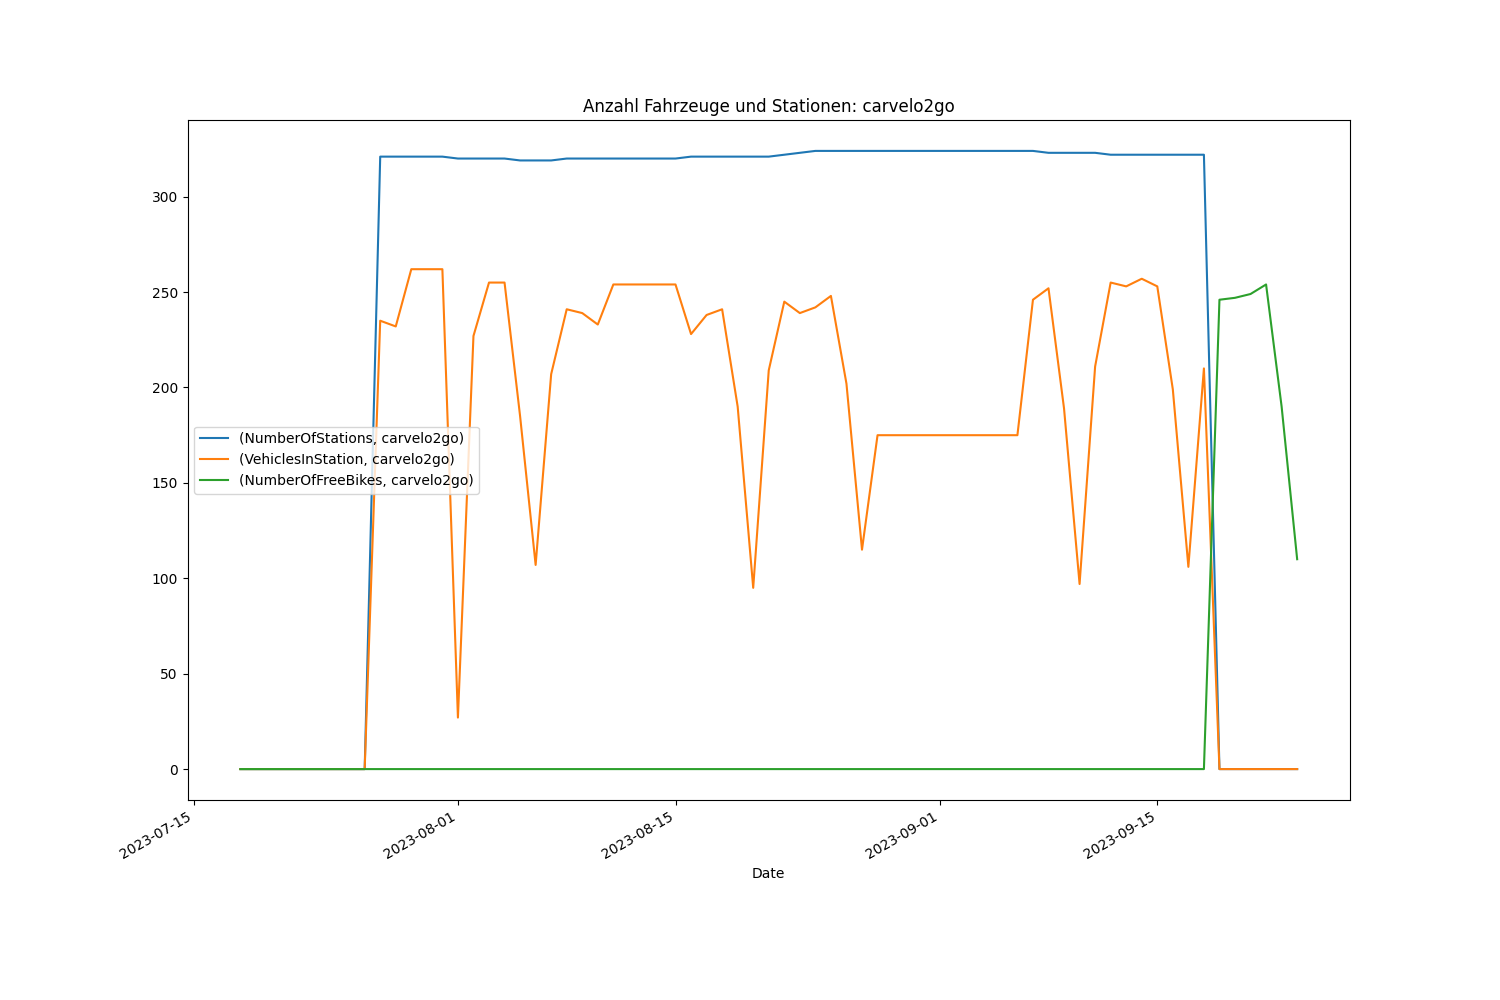 Anzahl Fahrzeuge und Stationen: carvelo2go
300
250
200
150
100
50
0
(NumberOfStations, carvelo2go)
(VehiclesInStation, carvelo2go)
(NumberOfFreeBikes, carvelo2go)
2023-07-15
2023-08-01
2023-08-15
2023-09-01
2023-09-15
Date